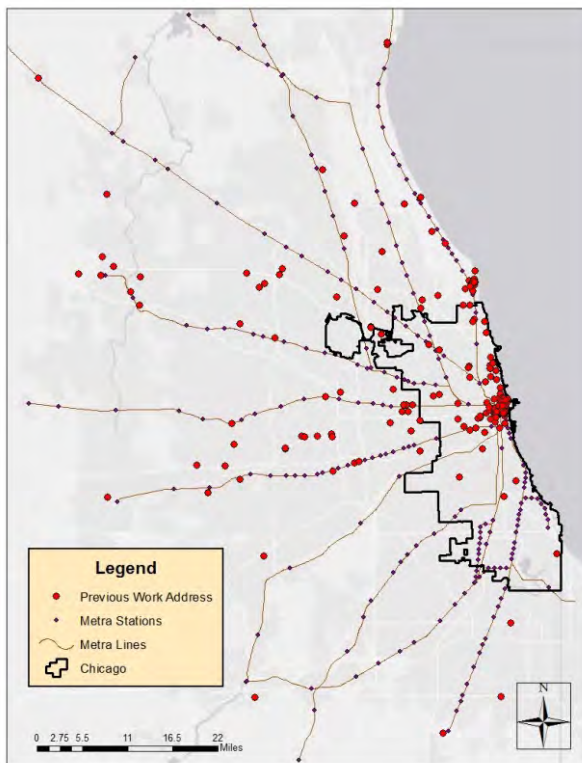 Legend
Previous Work Address
Metra Stations
Metra Lines
Chicago
0 2.75 5.5 11 16.5 22
Miles
N